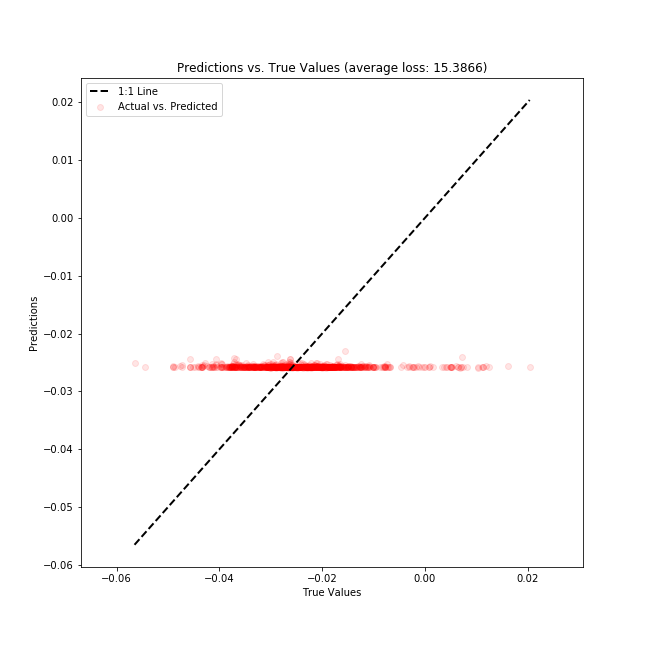 Predictions vs. True Values (average loss: 15.3866)
1:1 Line
Actual vs. Predicted
0.02
0.01
0.00
−0.01
−0.02
−0.03
−0.04
−0.05
−0.06
Predictions
−0.06 −0.04 −0.02 0.00 0.02
True Values